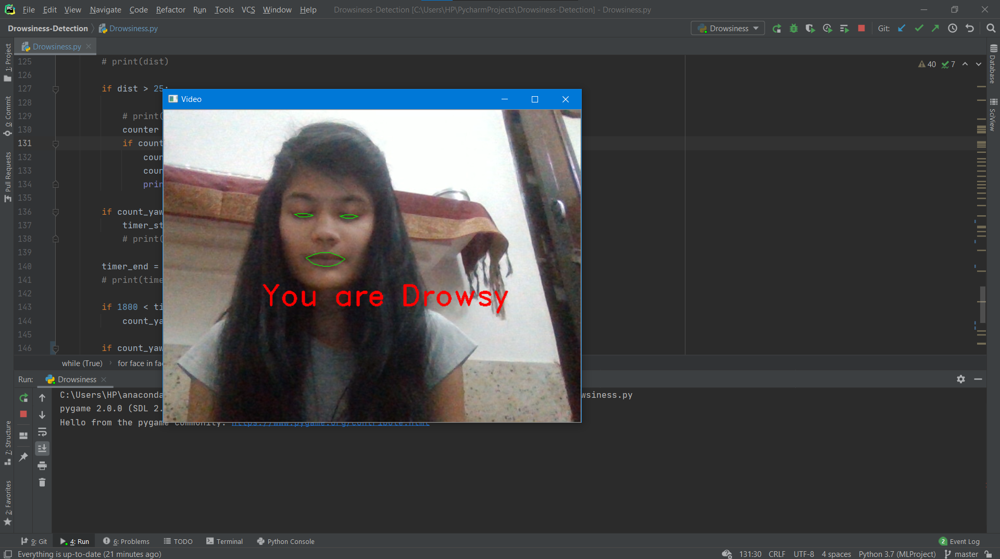 File Edit View Navigate Code Refactor Run Tools VCS Window Help Drowsiness-Detection [C:\Users\HP\PycharmProjects\Drowsiness-Detection] - Drowsiness.py
Drowsiness-Detection Drowsiness.py Drowsiness Git:
Drowsiness.py
1: Project
0: Commit
Pull Requests
7: Structure
2: Favorites
Database
SciView
40 7
125 # print(dist)
126
127 if dist > 25:
128
129 # print(
130 counter
131 if count
132 coun
133 coun
134 prin
135
136 if count_yaw
137 timer_st
138 # print(
139
140 timer_end =
141 # print(time
142
143 if 1800 < ti
144 count_ya
145
146 if count_yaw
while (True) for face in fac
Video
You are Drowsy
Run: Drowsiness
C:\Users\HP\anaconda wsiness.py
pygame 2.0.0 (SDL 2.
Hello from the pygame community: https://www.pygame.org/contribute.html
9: Git 4: Run 6: Problems TODO Terminal Python Console 2 Event Log
Everything is up-to-date (21 minutes ago) 131:30 CRLF UTF-8 4 spaces Python 3.7 (MLProject) master